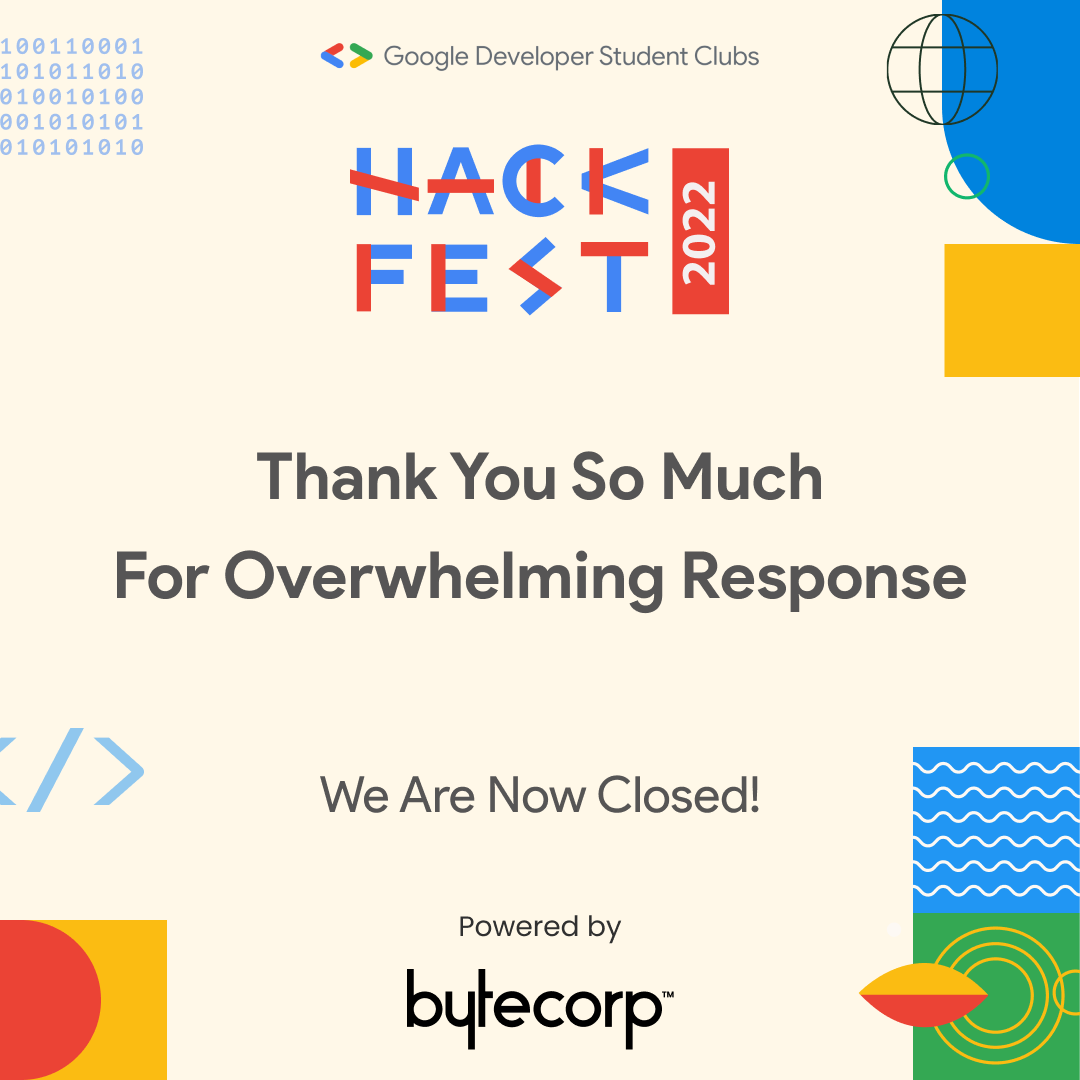 100110001
101011010
010010100
001010101
010101010
Google Developer Student Clubs
HACK
FEST
2022
Thank You So Much
For Overwhelming Response
</>
We Are Now Closed!
Powered by
bytecorp™